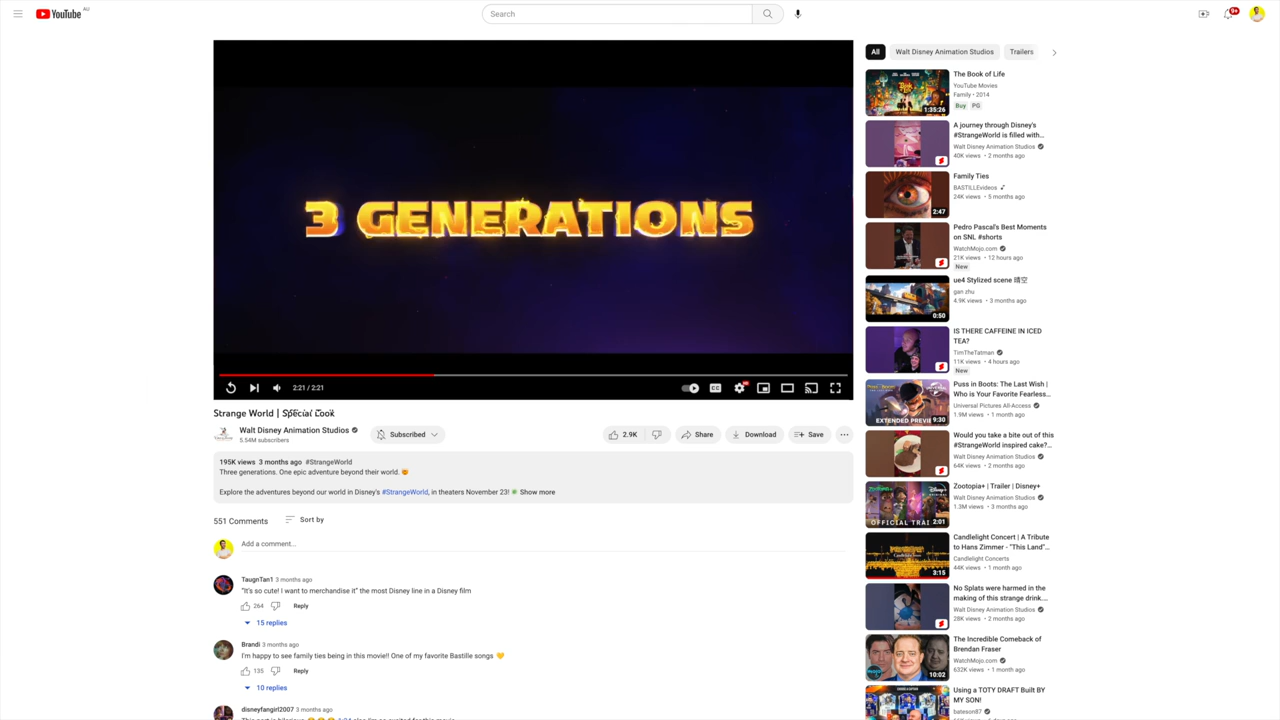 YouTube AU
Search
9+
3 GENERATIONS
2:21 / 2:21
CC
Strange World | Special Look
Walt Disney Animation Studios
5.54M subscribers
Subscribed
2.9K
Share
Download
Save
195K views 3 months ago #StrangeWorld
Three generations. One epic adventure beyond their world.
Explore the adventures beyond our world in Disney's #StrangeWorld, in theaters November 23! Show more
551 Comments
Sort by
Add a comment...
TaugnTan1 3 months ago
"It's so cute! I want to merchandise it" the most Disney line in a Disney film
264
Reply
15 replies
Brandi 3 months ago
I'm happy to see family ties being in this movie!! One of my favorite Bastille songs 💛
135
Reply
10 replies
disneyfangirl2007 3 months ago
All
Walt Disney Animation Studios
Trailers
1:35:26
The Book of Life
YouTube Movies
Family • 2014
Buy PG
A journey through Disney's
#StrangeWorld is filled with...
Walt Disney Animation Studios
40K views • 2 months ago
2:47
Family Ties
BASTILLEvideos
24K views • 5 months ago
Pedro Pascal's Best Moments
on SNL #shorts
WatchMojo.com
21K views • 12 hours ago
New
0:50
ue4 Stylized scene 晴空
gan zhu
4.9K views • 3 months ago
IS THERE CAFFEINE IN ICED
TEA?
TimTheTatman
11K views • 4 hours ago
New
EXTENDED PREVI
9:30
Puss in Boots: The Last Wish |
Who is Your Favorite Fearless...
Universal Pictures All-Access
1.9M views • 1 month ago
Would you take a bite out of this
#StrangeWorld inspired cake?...
Walt Disney Animation Studios
64K views • 2 months ago
OFFICIAL TRAI
2:01
Zootopia+ | Trailer | Disney+
Walt Disney Animation Studios
1.3M views • 3 months ago
3:15
Candlelight Concert | A Tribute
to Hans Zimmer - "This Land"...
Candlelight Concerts
44K views • 1 month ago
No Splats were harmed in the
making of this strange drink....
Walt Disney Animation Studios
28K views • 2 months ago
10:02
The Incredible Comeback of
Brendan Fraser
WatchMojo.com
632K views • 1 month ago
Using a TOTY DRAFT Built BY
MY SON!
bateson87